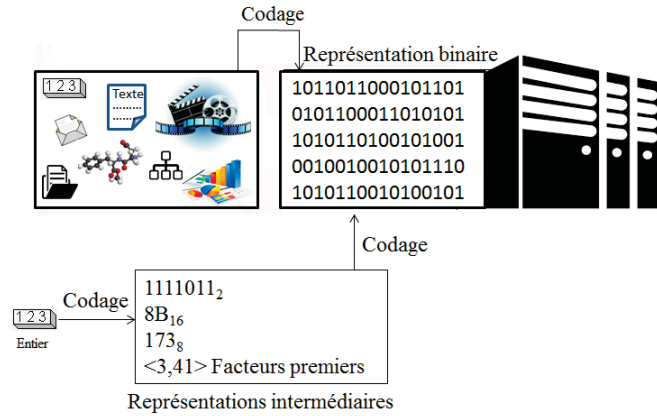 Codage
Représentation binaire
1 2 3
Texte
1011011000101101
0101100011010101
1010110100101001
0010010010101110
1010110010100101
Codage
Codage
1 2 3
Entier
1111011₂
8B₁₆
173₈
<3,41> Facteurs premiers
Représentations intermédiaires